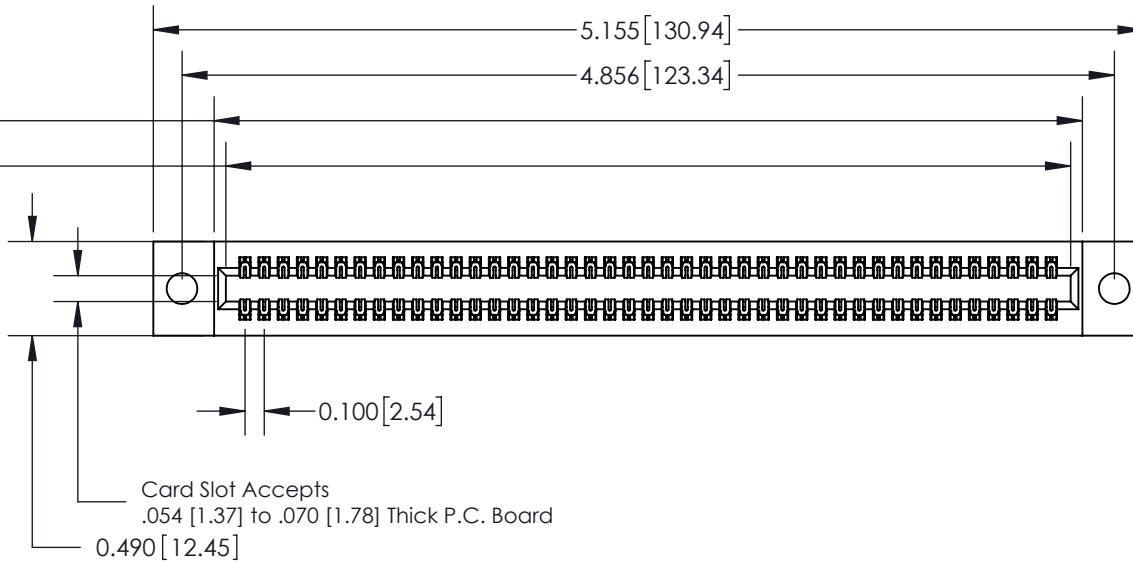 5.155[130.94]
4.856[123.34]
0.100[2.54]
Card Slot Accepts
.054 [1.37] to .070 [1.78] Thick P.C. Board
0.490[12.45]